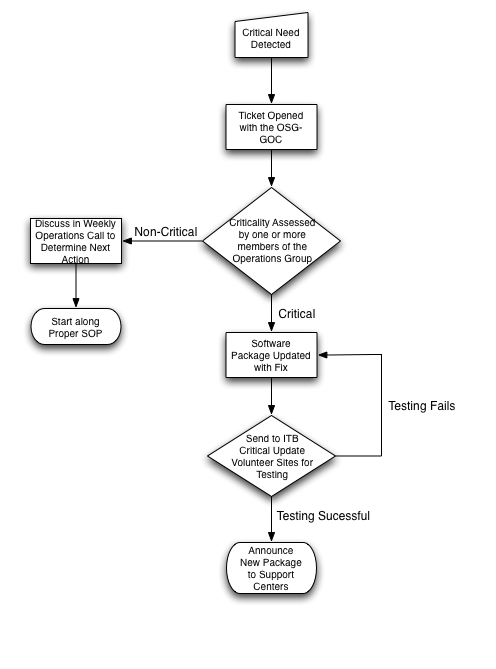 Critical Need
Detected
Ticket Opened
with the OSG-
GOC
Criticality Assessed
by one or more
members of the
Operations Group
Non-Critical
Discuss in Weekly
Operations Call to
Determine Next
Action
Start along
Proper SOP
Critical
Software
Package Updated
with Fix
Testing Fails
Send to ITB
Critical Update
Volunteer Sites for
Testing
Testing Sucessful
Announce
New Package
to Support
Centers